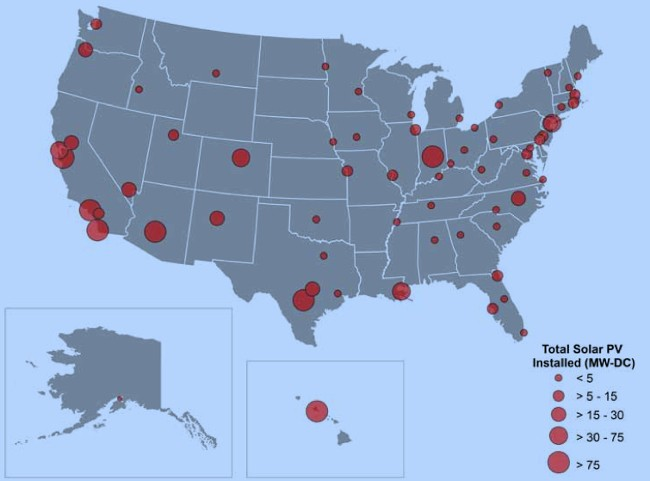 Total Solar PV
Installed (MW-DC)
< 5
> 5 - 15
> 15 - 30
> 30 - 75
> 75